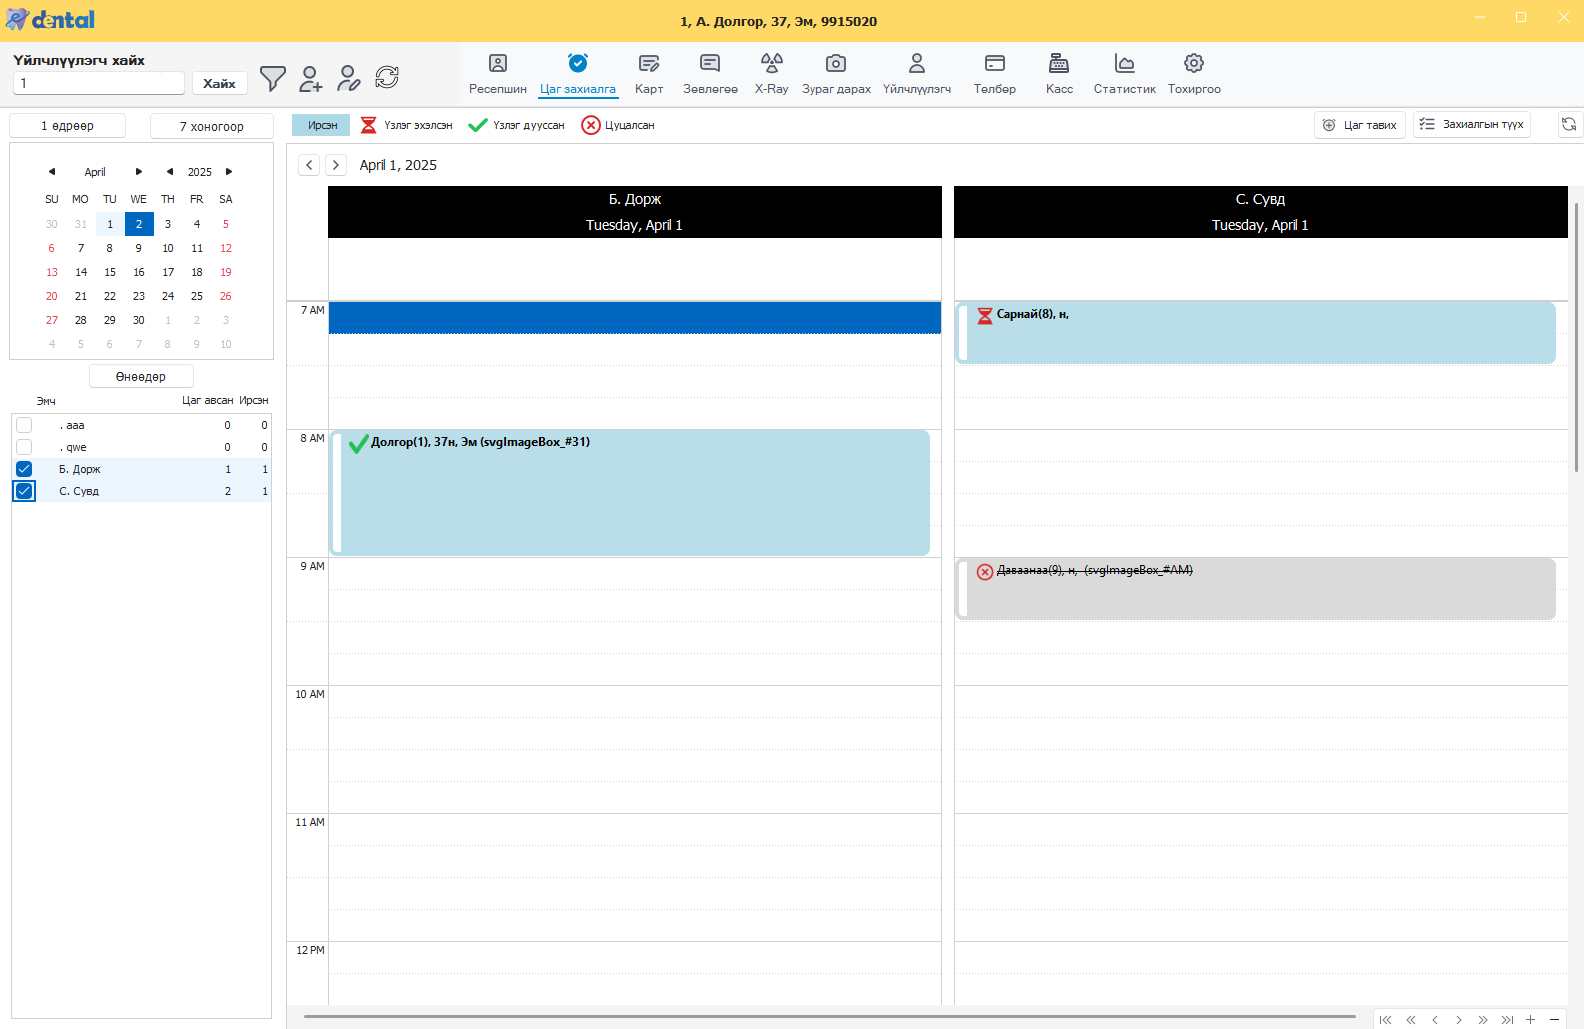 dental
1, А. Долгор, 37, Эм, 9915020
Үйлчлүүлэгч хайх
1
Хайх
Ресепшин
Цаг захиалга
Карт
Зөвлөгөө
X-Ray
Зураг дарах
Үйлчлүүлэгч
Төлбөр
Касс
Статистик
Тохиргоо
1 өдрөөр
7 хоногоор
Ирсэн
Үзлэг эхэлсэн
Үзлэг дууссан
Цуцалсан
Цаг тавих
Захиалгын түүх
April 2025
SU MO TU WE TH FR SA
30 31 1 2 3 4 5
6 7 8 9 10 11 12
13 14 15 16 17 18 19
20 21 22 23 24 25 26
27 28 29 30 1 2 3
4 5 6 7 8 9 10
Өнөөдөр
Эмч Цаг авсан Ирсэн
. aaa 0 0
. qwe 0 0
Б. Дорж 1 1
С. Сувд 2 1
April 1, 2025
Б. Дорж
Tuesday, April 1
С. Сувд
Tuesday, April 1
7 AM
Сарнай(8), н,
8 AM
Долгор(1), 37н, Эм (svgImageBox_#31)
9 AM
Даваанаа(9), н, (svgImageBox_#AM)
10 AM
11 AM
12 PM